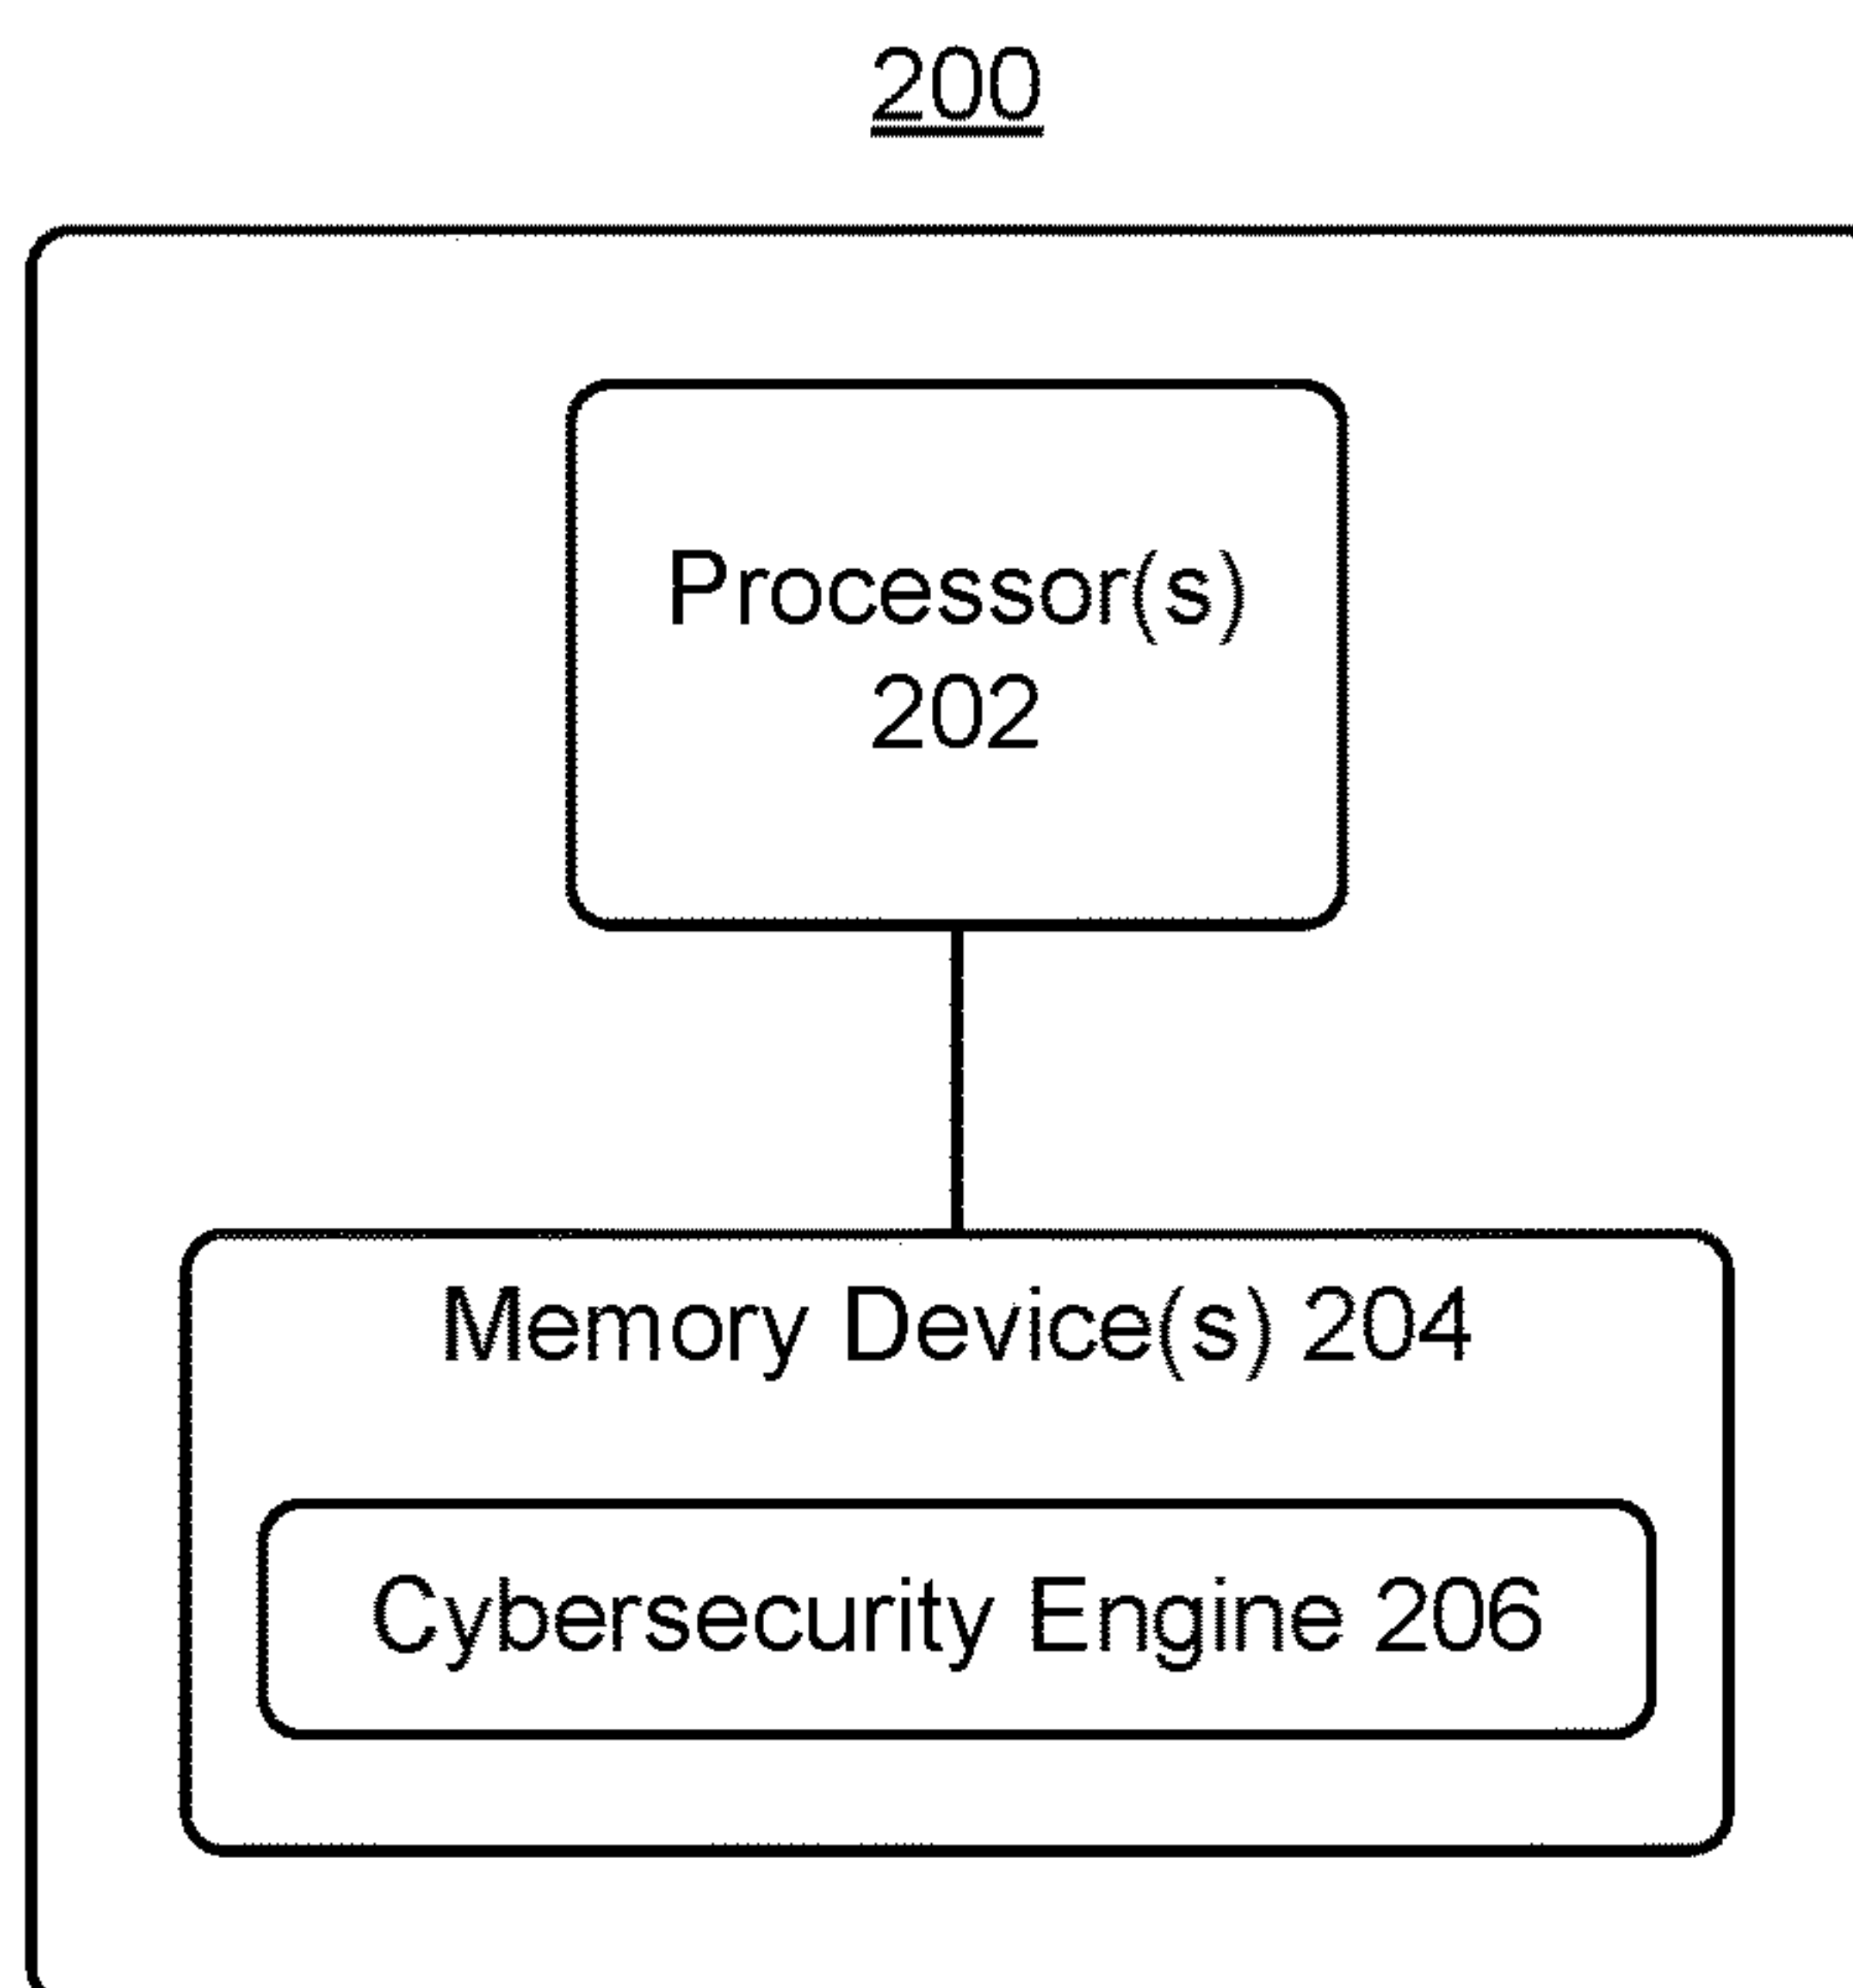 200
Processor(s)
202
Memory Device(s) 204
Cybersecurity Engine 206